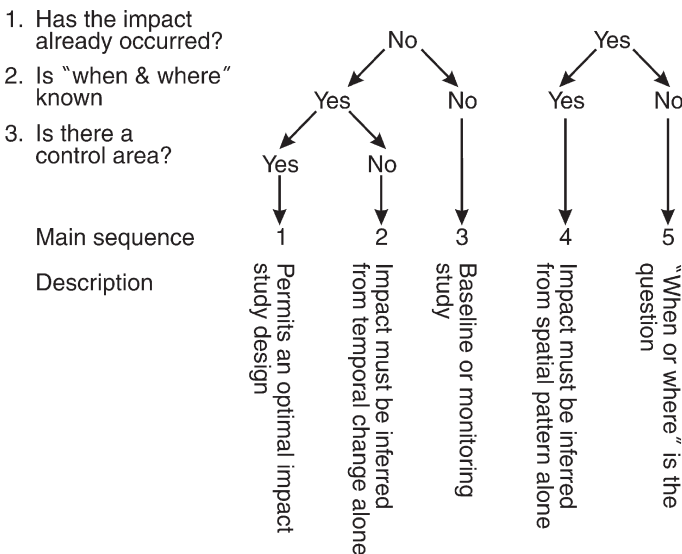 1. Has the impact
already occurred?
No
Yes
2. Is "when & where"
known
Yes
No
Yes
No
3. Is there a
control area?
Yes
No
Main sequence
1
2
3
4
5
Description
Permits an optimal impact
study design
Impact must be inferred
from temporal change alone
Baseline or monitoring
study
Impact must be inferred
from spatial pattern alone
"When or where" is the
question